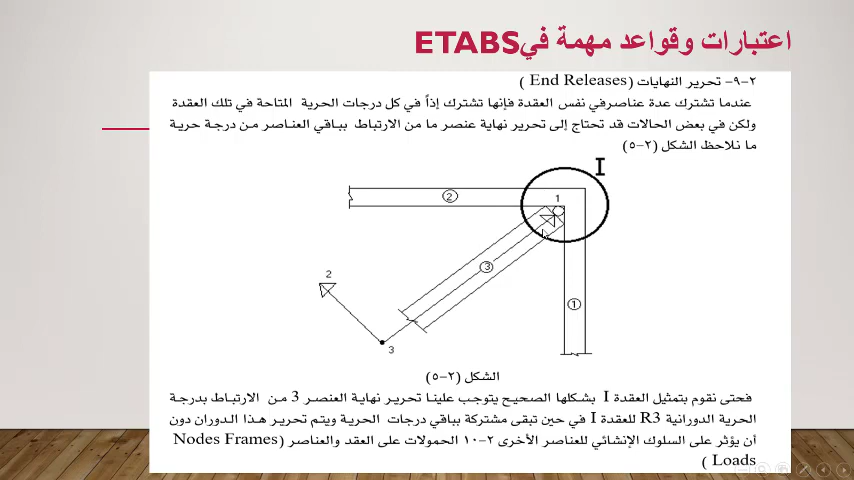 اعتبارات وقواعد مهمة فيETABS
٢-٩- تحرير النهايات (End Releases )
عندما تشترك عدة عناصرفي نفس العقدة فإنها تشترك إذاً في كل درجات الحرية المتاحة في تلك العقدة
ولكن في بعض الحالات قد تحتاج إلى تحرير نهاية عنصر ما من الارتباط بباقي العناصر من درجة حرية
ما نلاحظ الشكل (٢-٥)
I
1
2
3
2
1
3
الشكل (٢-٥)
فحتى نقوم بتمثيل العقدة I بشكلها الصحيح يتوجب علينا تحرير نهاية العنصر 3 من الارتباط بدرجة
الحرية الدورانية R3 للعقدة I في حين تبقى مشتركة بباقي درجات الحرية ويتم تحرير هذا الدوران دون
أن يؤثر على السلوك الإنشائي للعناصر الأخرى ٢-١٠ الحمولات على العقد والعناصر (Nodes Frames
Loads )